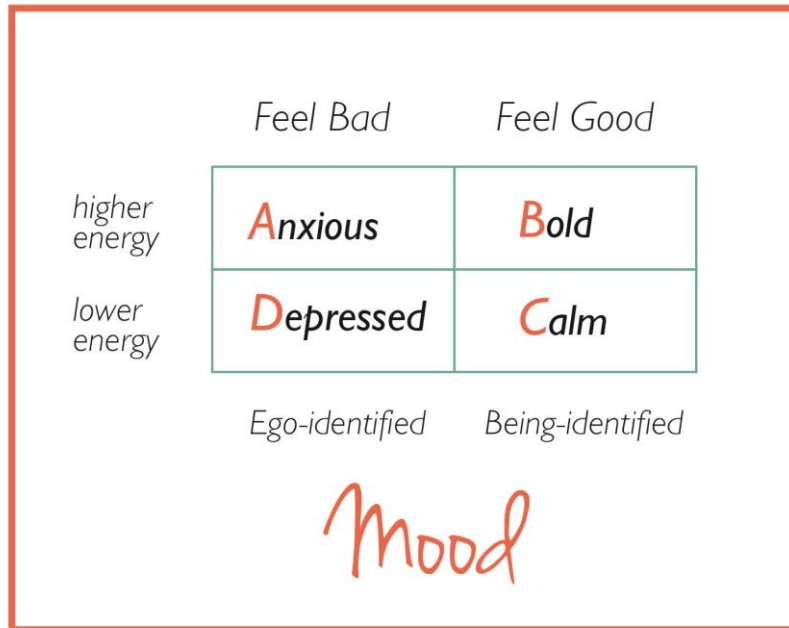 Feel Bad Feel Good
higher
energy
Anxious Bold
lower
energy
Depressed Calm
Ego-identified Being-identified
Mood